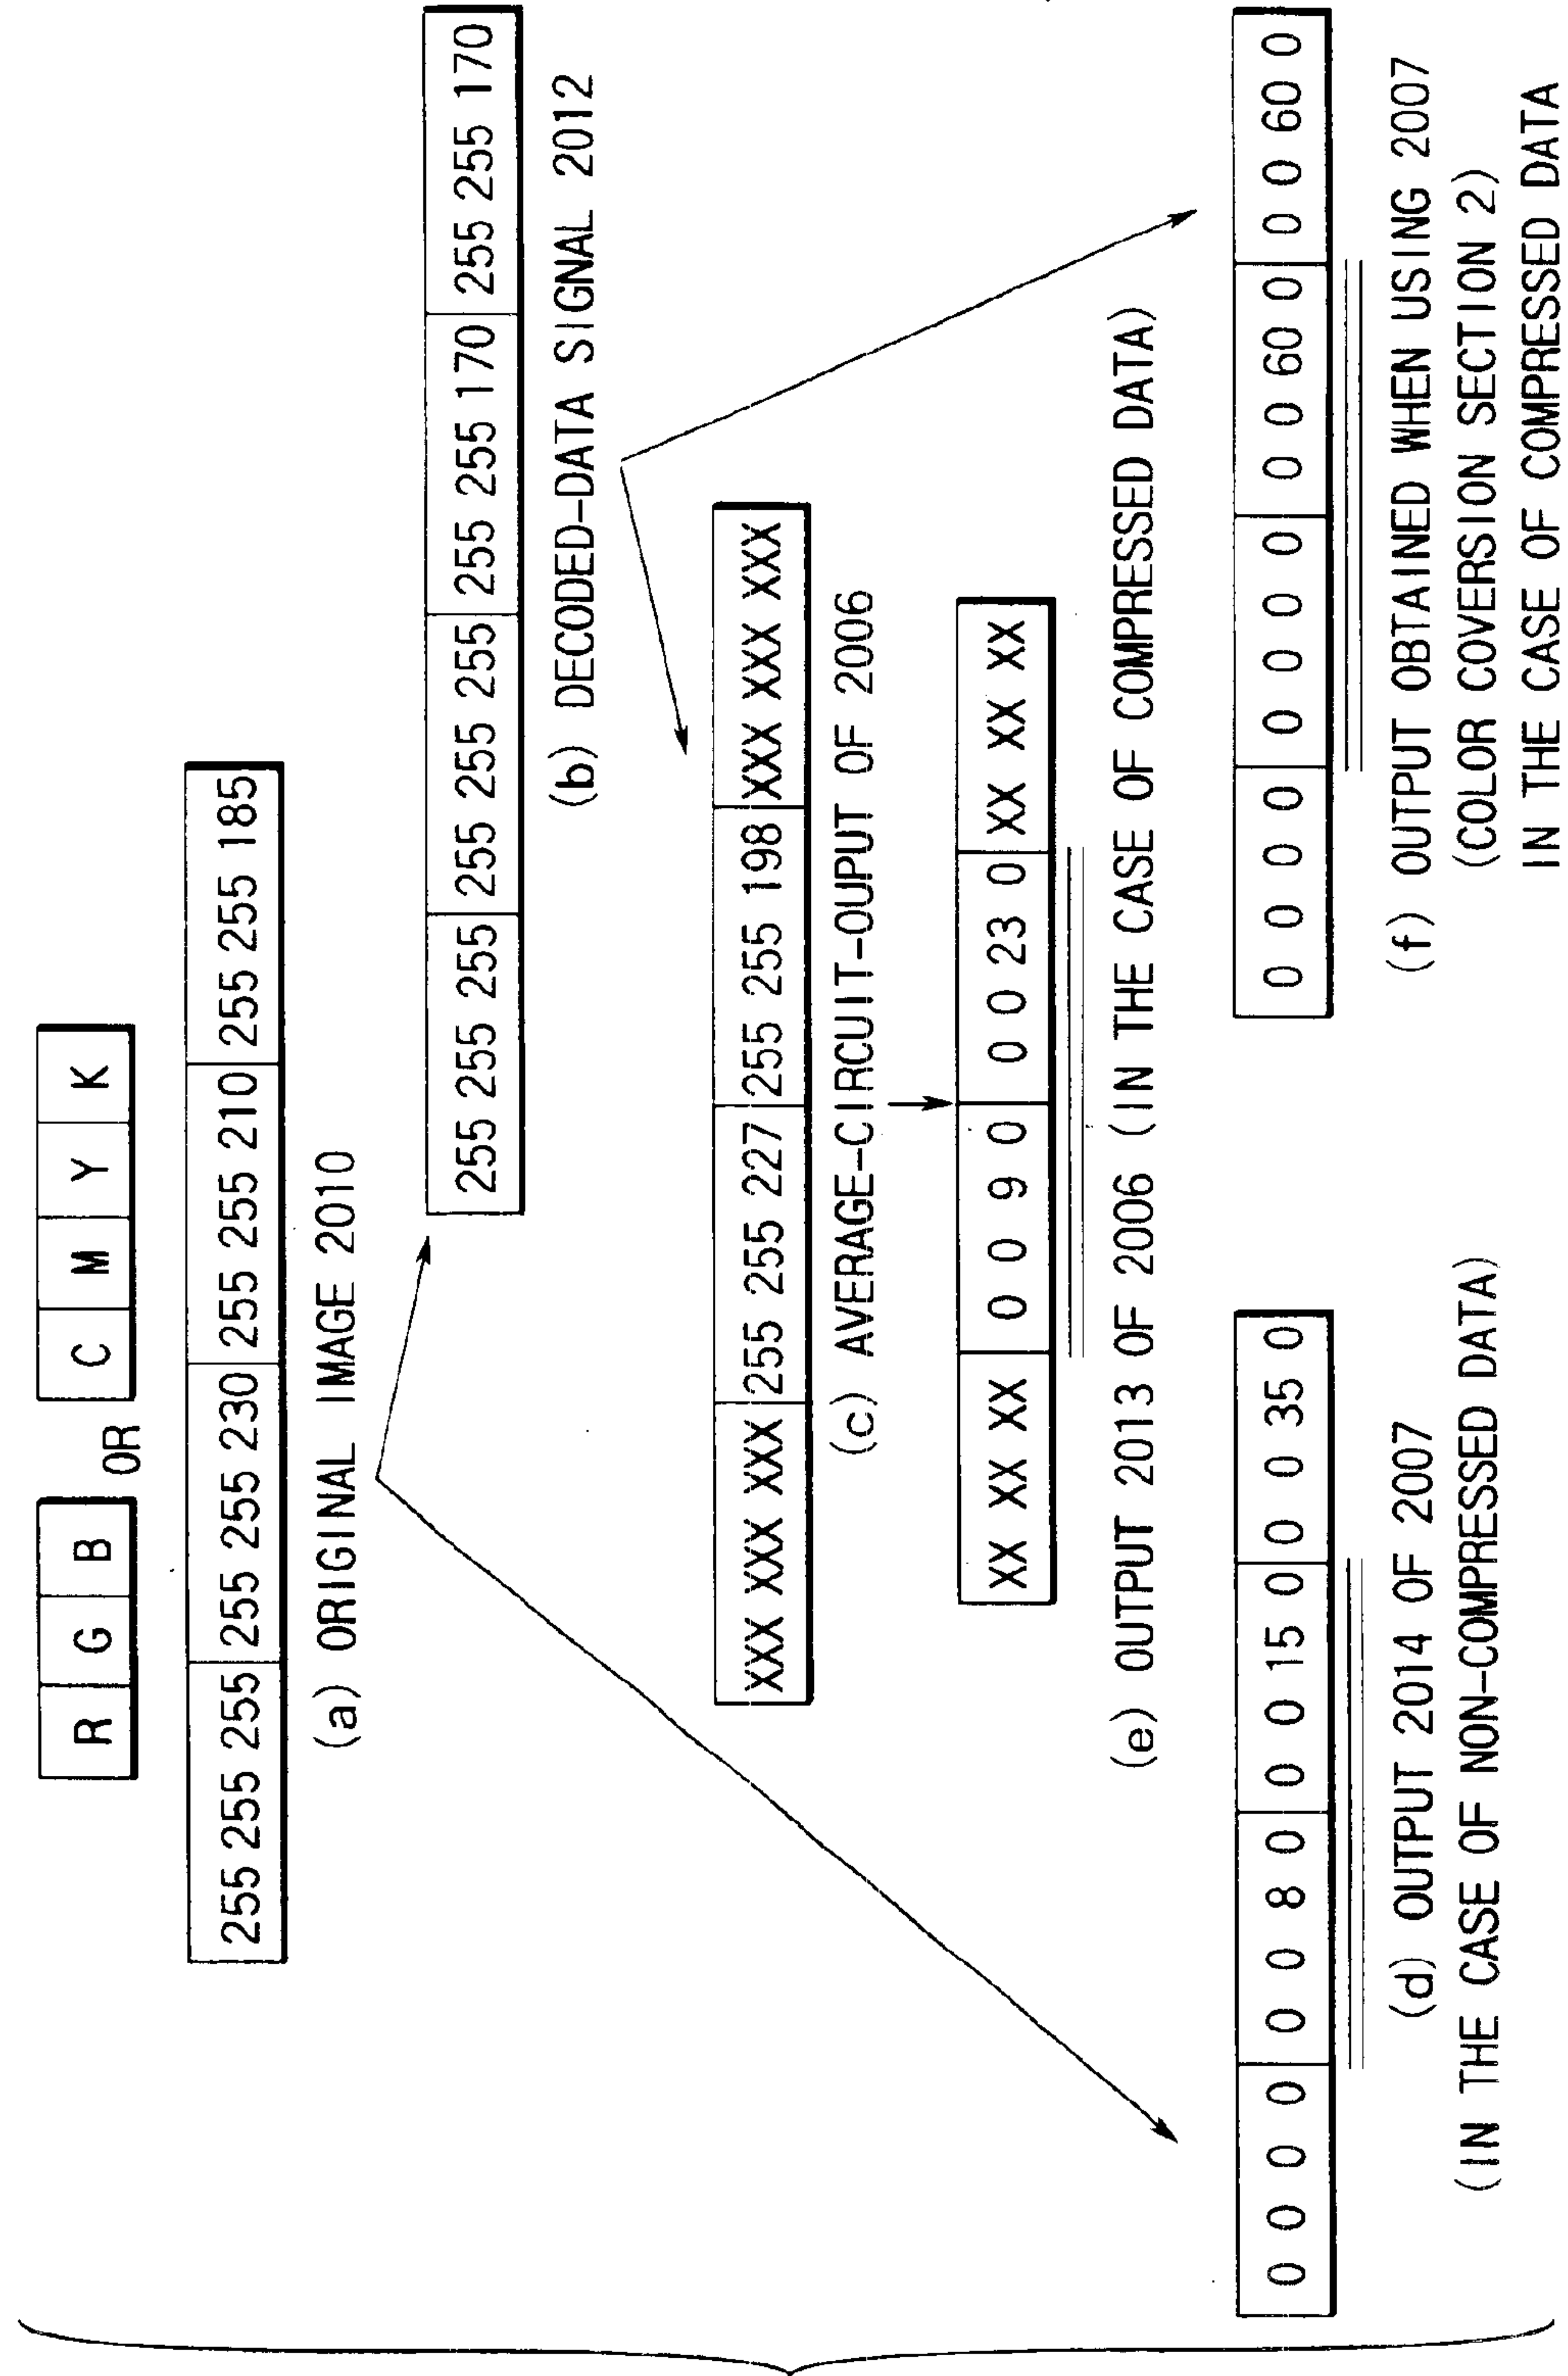 R G B OR C M Y K
255 255 255 255 255 230 255 255 210 255 255 185
(a) ORIGINAL IMAGE 2010
255 255 255 255 255 255 255 255 170 255 255 170
(b) DECODED-DATA SIGNAL 2012
XXX XXX XXX 255 255 227 255 255 198 XXX XXX XXX
(c) AVERAGE-CIRCUIT-OUPUT OF 2006
XX XX XX XX 0 0 9 0 0 0 23 0 XX XX XX XX
(e) OUTPUT 2013 OF 2006 (IN THE CASE OF COMPRESSED DATA)
0 0 0 0 0 0 8 0 0 0 15 0 0 0 35 0
(d) OUTPUT 2014 OF 2007
(IN THE CASE OF NON-COMPRESSED DATA)
0 0 0 0 0 0 0 0 0 0 60 0 0 0 60 0
(f) OUTPUT OBTAINED WHEN USING 2007
(COLOR COVERSION SECTION 2)
IN THE CASE OF COMPRESSED DATA